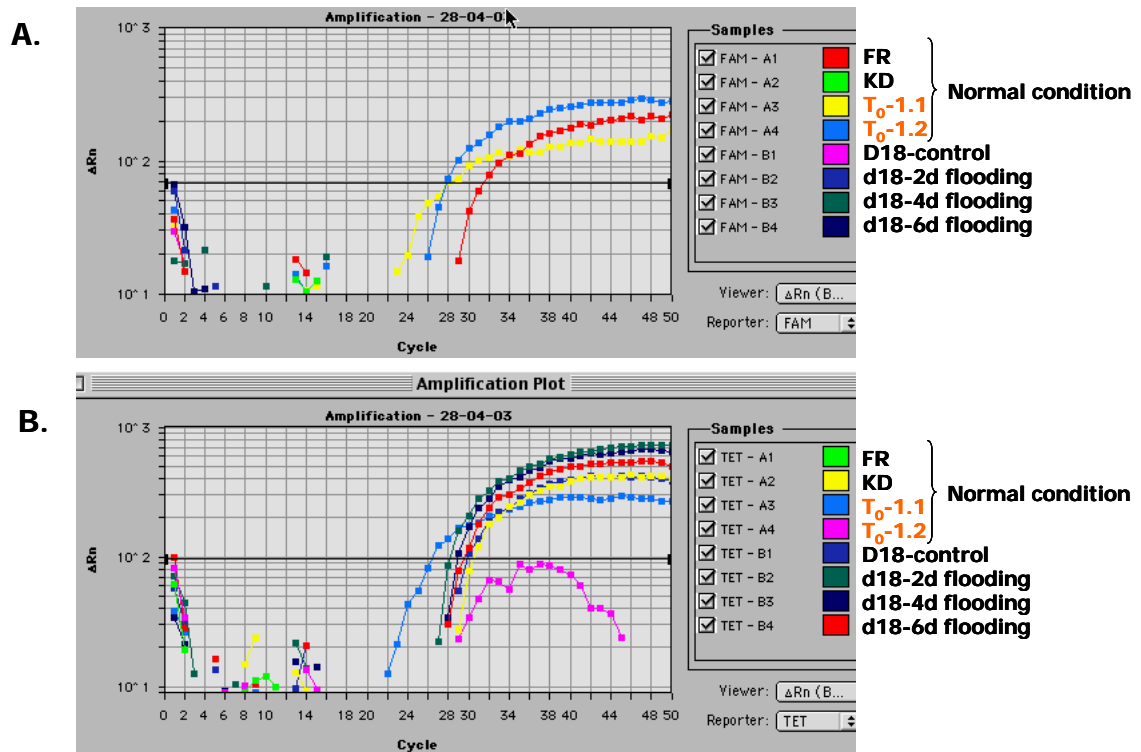 A.
Amplification - 28-04-03
10^3
10^2
10^1
ΔRn
0 2 4 6 8 10 14 18 20 24 28 30 34 38 40 44 48 50
Cycle
Samples
FAM - A1 FR
FAM - A2 KD
FAM - A3 T₀-1.1
FAM - A4 T₀-1.2
Normal condition
FAM - B1 D18-control
FAM - B2 d18-2d flooding
FAM - B3 d18-4d flooding
FAM - B4 d18-6d flooding
Viewer: ΔRn (B...
Reporter: FAM
B.
Amplification Plot
Amplification - 28-04-03
10^3
10^2
10^1
ΔRn
0 2 4 6 8 10 14 18 20 24 28 30 34 38 40 44 48 50
Cycle
Samples
TET - A1 FR
TET - A2 KD
TET - A3 T₀-1.1
TET - A4 T₀-1.2
Normal condition
TET - B1 D18-control
TET - B2 d18-2d flooding
TET - B3 d18-4d flooding
TET - B4 d18-6d flooding
Viewer: ΔRn (B...
Reporter: TET